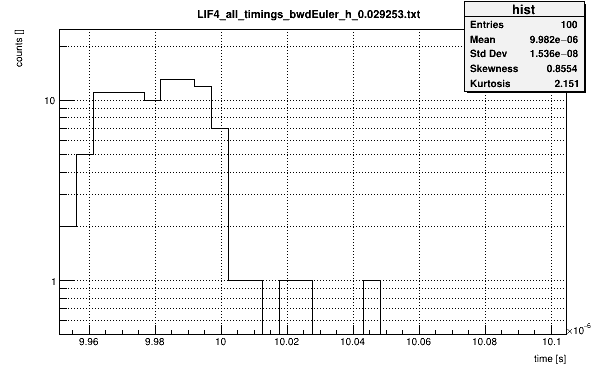 LIF4_all_timings_bwdEuler_h_0.029253.txt
hist
Entries 100
Mean 9.982e−06
Std Dev 1.536e−08
Skewness 0.8554
Kurtosis 2.151
counts []
10
1
9.96 9.98 10 10.02 10.04 10.06 10.08 10.1
×10⁻⁶
time [s]